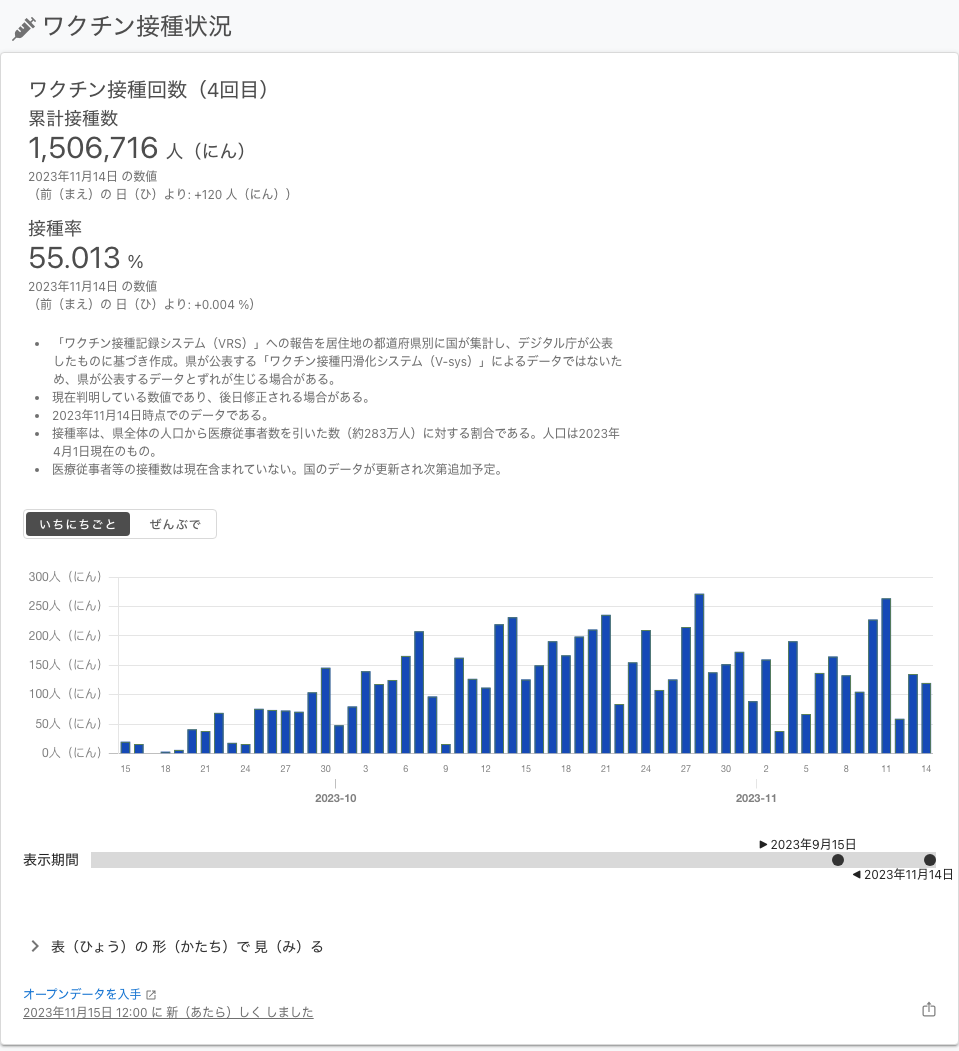 ワクチン接種状況
ワクチン接種回数（4回目）
累計接種数
1,506,716 人（にん）
2023年11月14日 の数値
（前（まえ）の 日（ひ）より: +120 人（にん））
接種率
55.013 %
2023年11月14日 の数値
（前（まえ）の 日（ひ）より: +0.004 %）
「ワクチン接種記録システム（VRS）」への報告を居住地の都道府県別に国が集計し、デジタル庁が公表
したものに基づき作成。県が公表する「ワクチン接種円滑化システム（V-sys）」によるデータではないた
め、県が公表するデータとずれが生じる場合がある。
現在判明している数値であり、後日修正される場合がある。
2023年11月14日時点でのデータである。
接種率は、県全体の人口から医療従事者数を引いた数（約283万人）に対する割合である。人口は2023年
4月1日現在のもの。
医療従事者等の接種数は現在含まれていない。国のデータが更新され次第追加予定。
いちにちごと ぜんぶで
300人（にん）
250人（にん）
200人（にん）
150人（にん）
100人（にん）
50人（にん）
0人（にん）
15 18 21 24 27 30 3 6 9 12 15 18 21 24 27 30 2 5 8 11 14
2023-10 2023-11
2023年9月15日
表示期間
2023年11月14日
表（ひょう）の 形（かたち）で 見（み）る
オープンデータを入手
2023年11月15日 12:00 に 新（あたら）しく しました